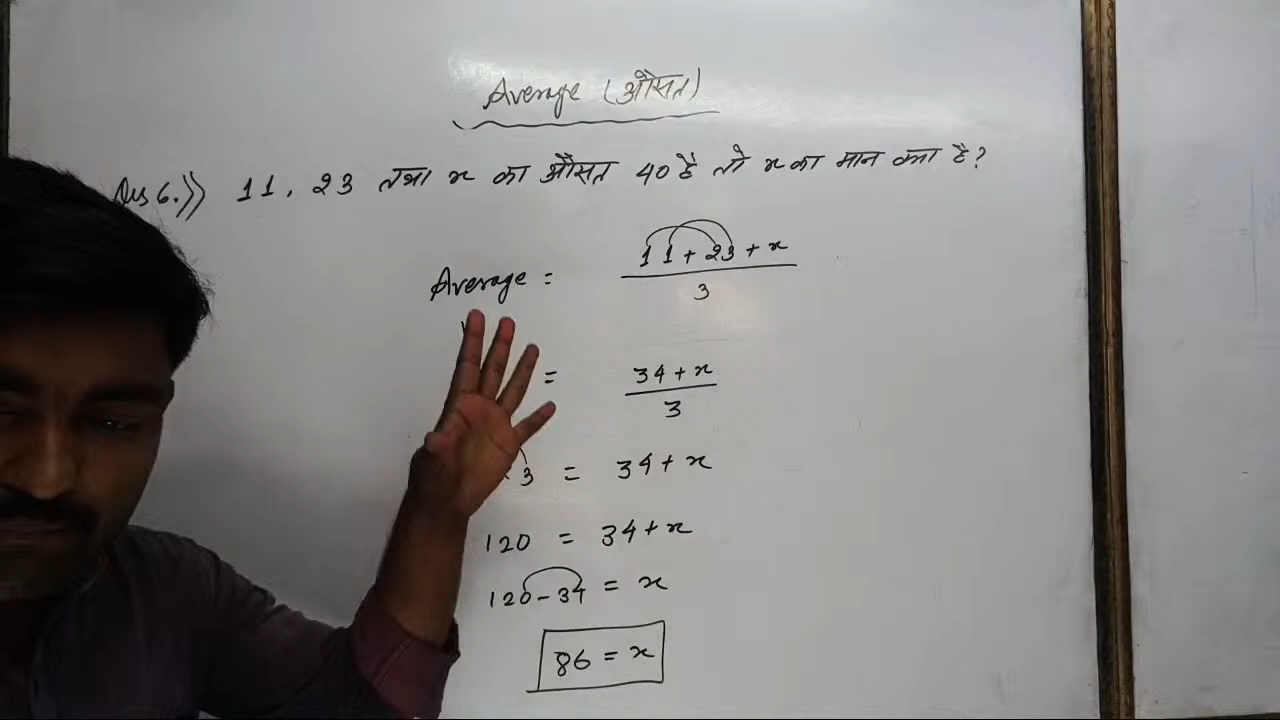 Average (औसत)
Ques 6.>> 11, 23 तथा x का औसत 40 है तो x का मान क्या है?
Average = 11 + 23 + x
3
= 34 + x
3
3 = 34 + x
120 = 34 + x
120 - 34 = x
86 = x